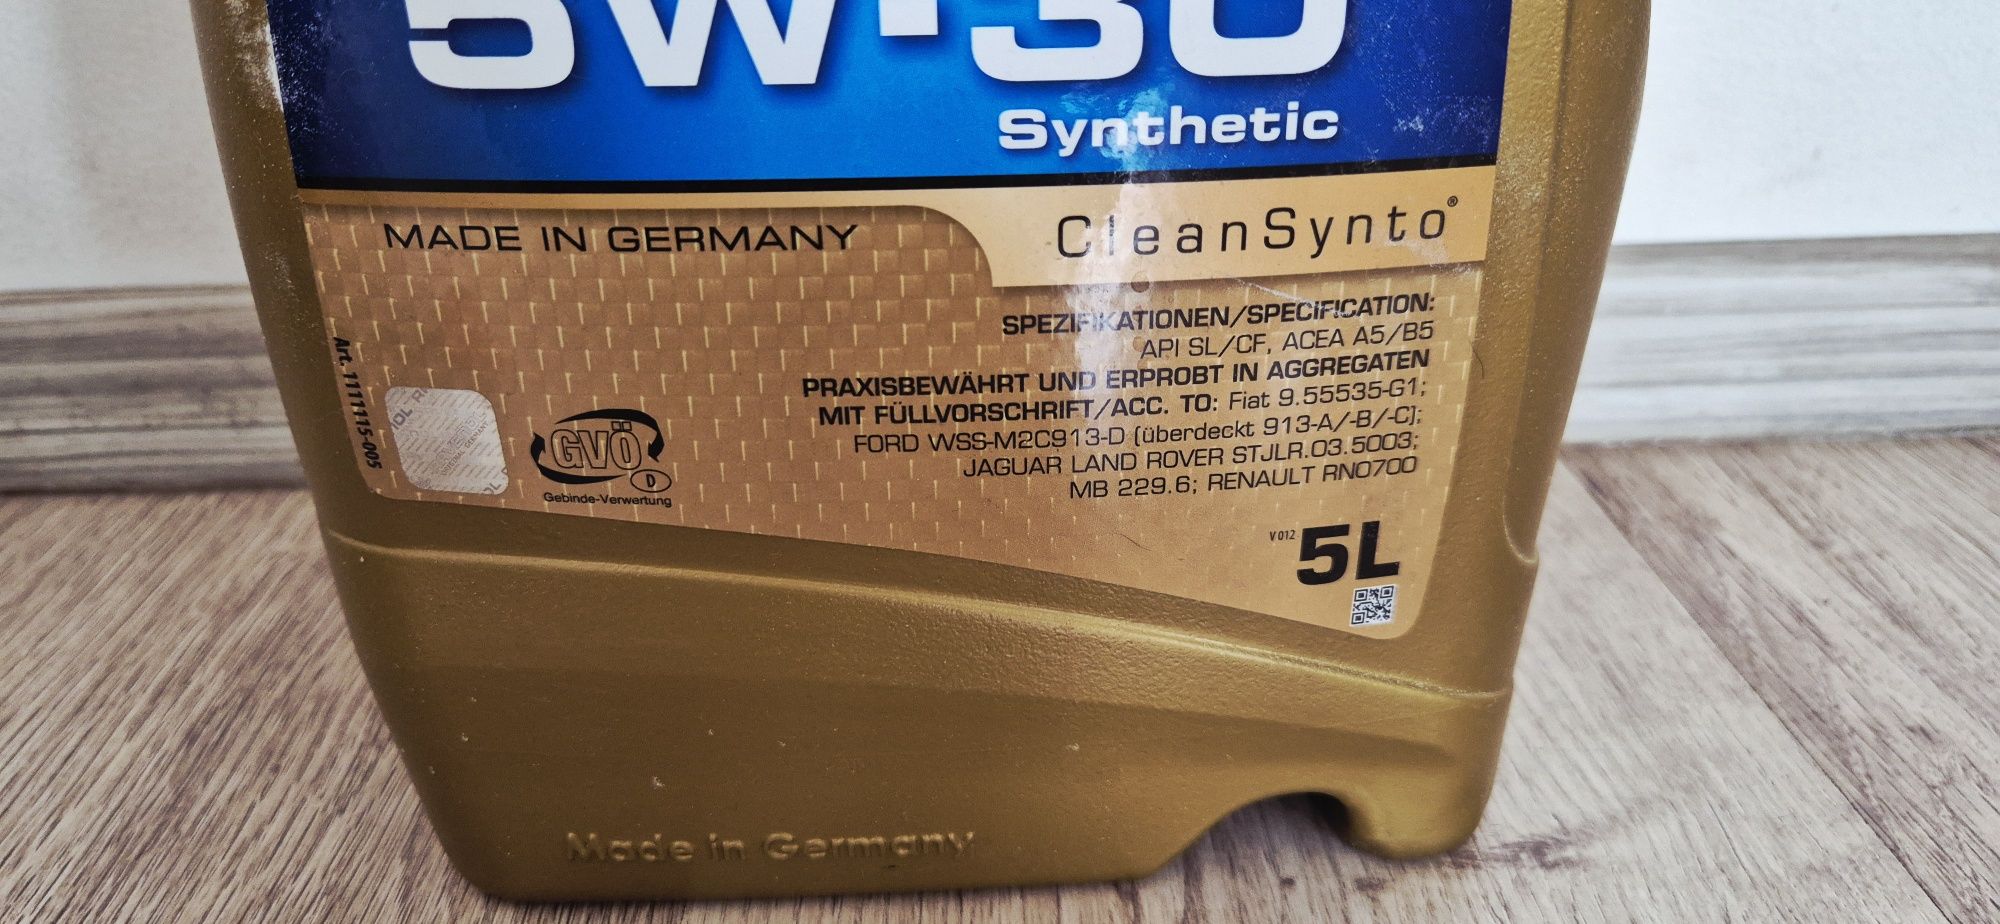 5W-30
Synthetic
CleanSynto®
MADE IN GERMANY
SPEZIFIKATIONEN/SPECIFICATION:
API SL/CF, ACEA A5/B5
PRAXISBEWÄHRT UND ERPROBT IN AGGREGATEN
MIT FÜLLVORSCHRIFT/ACC. TO: Fiat 9.55535-G1;
FORD WSS-M2C913-D (überdeckt 913-A/-B/-C);
JAGUAR LAND ROVER STJLR.03.5003;
MB 229.6; RENAULT RN0700
Art. 1111115-005
GERMANY
GVÖ
D
Gebinde-Verwertung
V 012
5L
Made in Germany